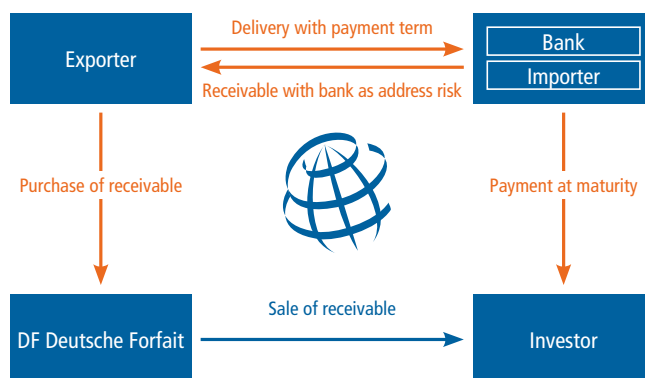 Delivery with payment term
Exporter
Bank
Importer
Receivable with bank as address risk
Purchase of receivable
Payment at maturity
Sale of receivable
DF Deutsche Forfait
Investor